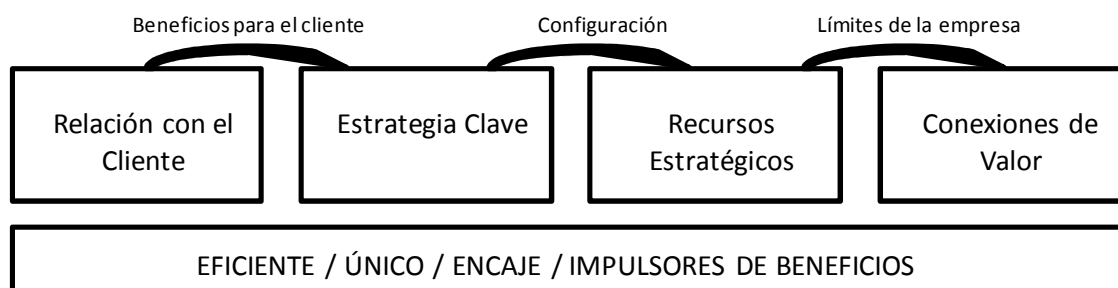 Beneficios para el cliente
Configuración
Límites de la empresa
Relación con el
Cliente
Estrategia Clave
Recursos
Estratégicos
Conexiones de
Valor
EFICIENTE / ÚNICO / ENCAJE / IMPULSORES DE BENEFICIOS